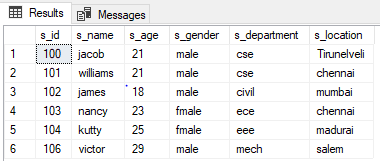 Results Messages
s_id s_name s_age s_gender s_department s_location
1 100 jacob 21 male cse Tirunelveli
2 101 williams 21 male cse chennai
3 102 james 18 male civil mumbai
4 103 nancy 23 fmale ece chennai
5 104 kutty 25 fmale eee madurai
6 106 victor 29 male mech salem